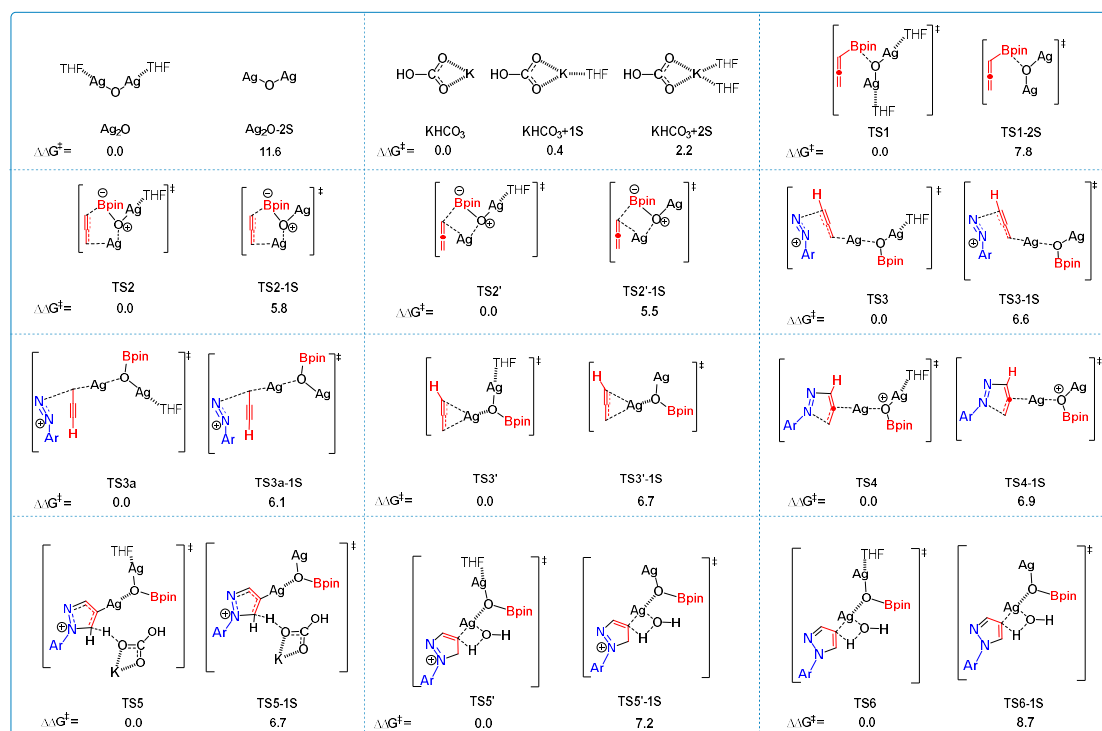 THF THF
Ag Ag
O
Ag Ag
O
Ag₂O Ag₂O-2S
ΔΔG‡= 0.0 11.6
HO C O O K
HO C O O K THF
HO C O O K THF THF
KHCO₃ KHCO₃+1S KHCO₃+2S
ΔΔG‡= 0.0 0.4 2.2
Bpin Ag THF O Ag THF ‡
Bpin Ag O Ag ‡
TS1 TS1-2S
ΔΔG‡= 0.0 7.8
⊖ Bpin THF Ag O ⊕ Ag ‡
⊖ Bpin Ag O ⊕ Ag ‡
TS2 TS2-1S
ΔΔG‡= 0.0 5.8
⊖ Bpin THF Ag O ⊕ Ag ‡
⊖ Bpin Ag O ⊕ Ag ‡
TS2' TS2'-1S
ΔΔG‡= 0.0 5.5
H N N ⊕ Ar Ag O Ag THF Bpin ‡
H N N ⊕ Ar Ag O Ag Bpin ‡
TS3 TS3-1S
ΔΔG‡= 0.0 6.6
Bpin O Ag Ag THF N N ⊕ Ar H ‡
Bpin O Ag Ag N N ⊕ Ar H ‡
TS3a TS3a-1S
ΔΔG‡= 0.0 6.1
THF Ag H Ag O Bpin ‡
H Ag Ag O Bpin ‡
TS3' TS3'-1S
ΔΔG‡= 0.0 6.7
H N N Ar Ag O ⊕ Ag THF Bpin ‡
H N N Ar Ag O ⊕ Ag Bpin ‡
TS4 TS4-1S
ΔΔG‡= 0.0 6.9
THF Ag O Bpin Ag N N ⊕ Ar H H O OH O K ‡
Ag O Bpin Ag N N ⊕ Ar H H O OH O K ‡
TS5 TS5-1S
ΔΔG‡= 0.0 6.7
THF Ag O Bpin Ag O-H H N N ⊕ Ar ‡
Ag O Bpin Ag O-H H N N ⊕ Ar ‡
TS5' TS5'-1S
ΔΔG‡= 0.0 7.2
THF Ag O Bpin Ag O-H H N N Ar ‡
Ag O Bpin Ag O-H H N N Ar ‡
TS6 TS6-1S
ΔΔG‡= 0.0 8.7